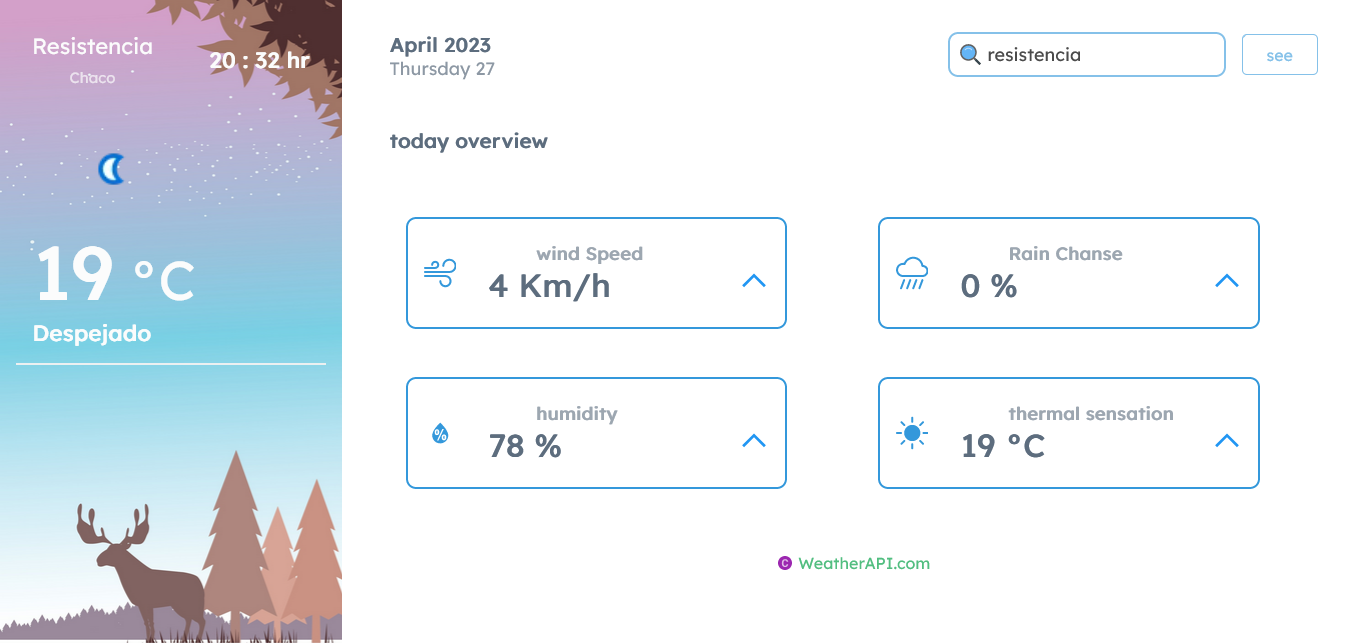 Resistencia
Chaco
20 : 32 hr
19 °C
Despejado
April 2023
Thursday 27
resistencia
see
today overview
wind Speed
4 Km/h
Rain Chanse
0 %
humidity
78 %
thermal sensation
19 °C
© WeatherAPI.com